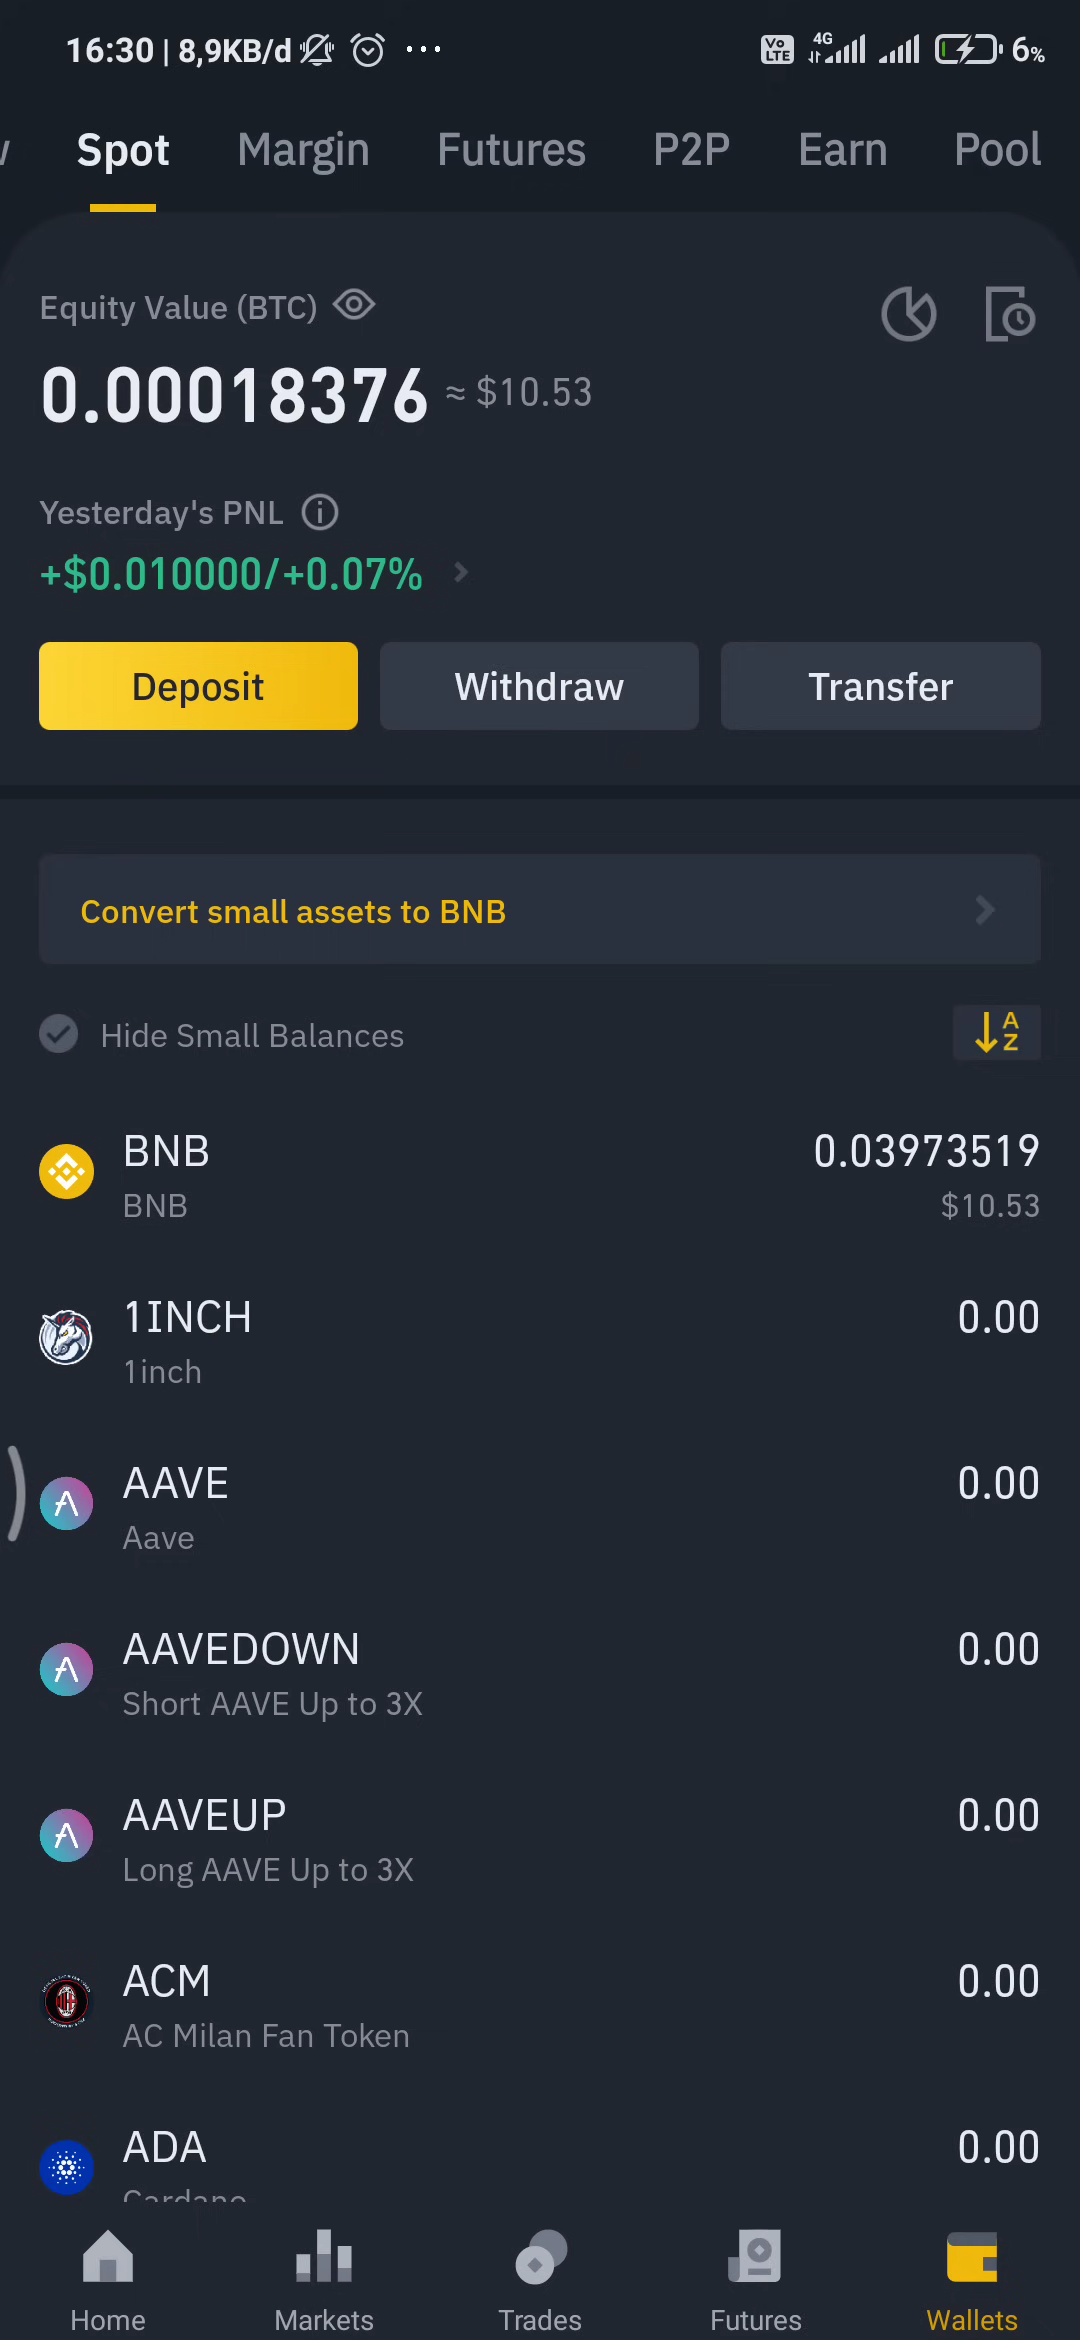 16:30 | 8,9KB/d ... Vo LTE 4G 6%
Spot Margin Futures P2P Earn Pool
Equity Value (BTC)
0.00018376 ≈ $10.53
Yesterday's PNL
+$0.010000/+0.07%
Deposit Withdraw Transfer
Convert small assets to BNB
Hide Small Balances A Z
BNB 0.03973519
BNB $10.53
1INCH 0.00
1inch
AAVE 0.00
Aave
AAVEDOWN 0.00
Short AAVE Up to 3X
AAVEUP 0.00
Long AAVE Up to 3X
ACM 0.00
AC Milan Fan Token
ADA 0.00
Cardano
Home Markets Trades Futures Wallets